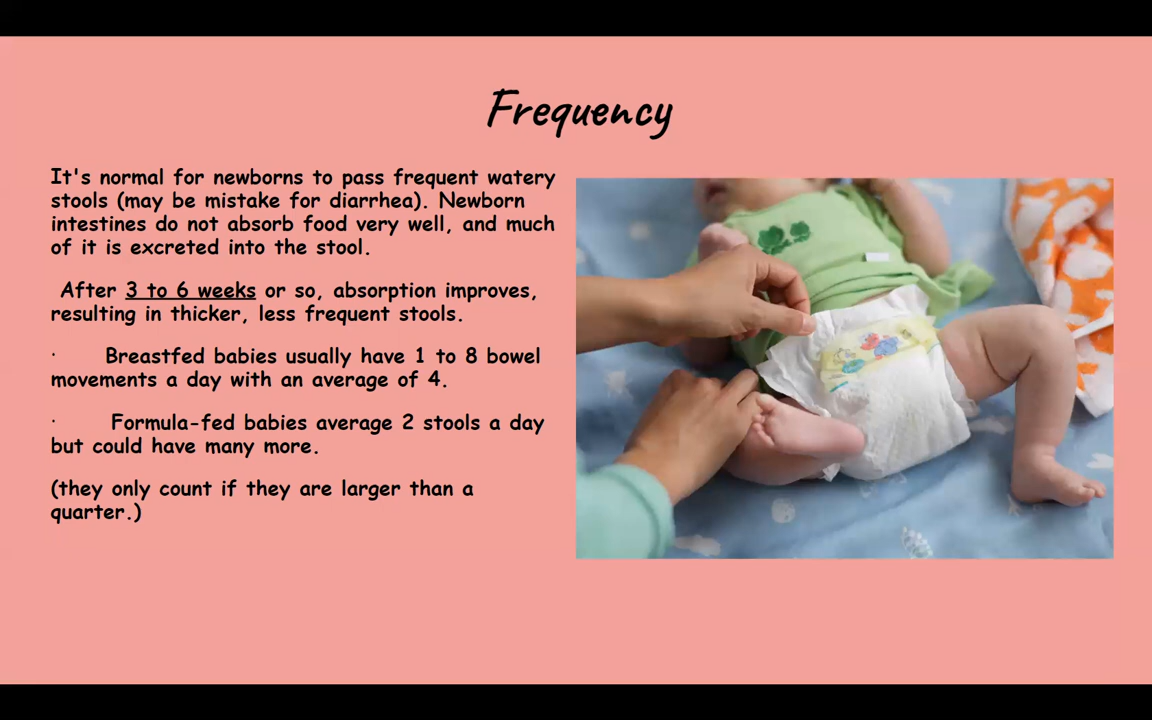 Frequency
It's normal for newborns to pass frequent watery
stools (may be mistake for diarrhea). Newborn
intestines do not absorb food very well, and much
of it is excreted into the stool.
After 3 to 6 weeks or so, absorption improves,
resulting in thicker, less frequent stools.
· Breastfed babies usually have 1 to 8 bowel
movements a day with an average of 4.
· Formula-fed babies average 2 stools a day
but could have many more.
(they only count if they are larger than a
quarter.)